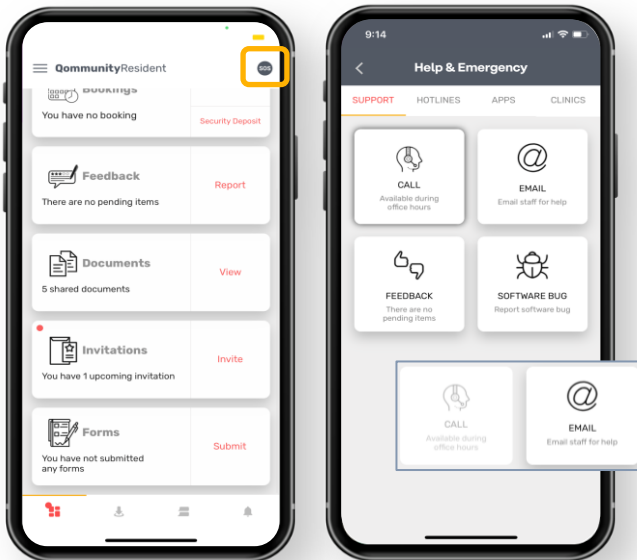 QommunityResident
SOS
Bookings
You have no booking
Security Deposit
Feedback
Report
There are no pending items
Documents
View
5 shared documents
Invitations
Invite
You have 1 upcoming invitation
Forms
Submit
You have not submitted
any forms
9:14
Help & Emergency
SUPPORT
HOTLINES
APPS
CLINICS
CALL
Available during
office hours
EMAIL
Email staff for help
FEEDBACK
There are no
pending items
SOFTWARE BUG
Report software bug
CALL
Available during
office hours
EMAIL
Email staff for help